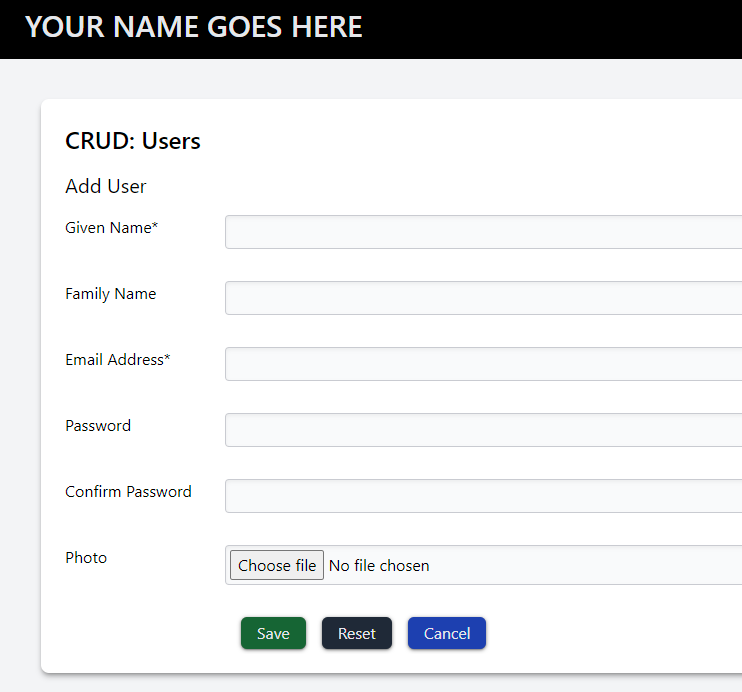 YOUR NAME GOES HERE
CRUD: Users
Add User
Given Name*
Family Name
Email Address*
Password
Confirm Password
Photo
Choose file No file chosen
Save Reset Cancel